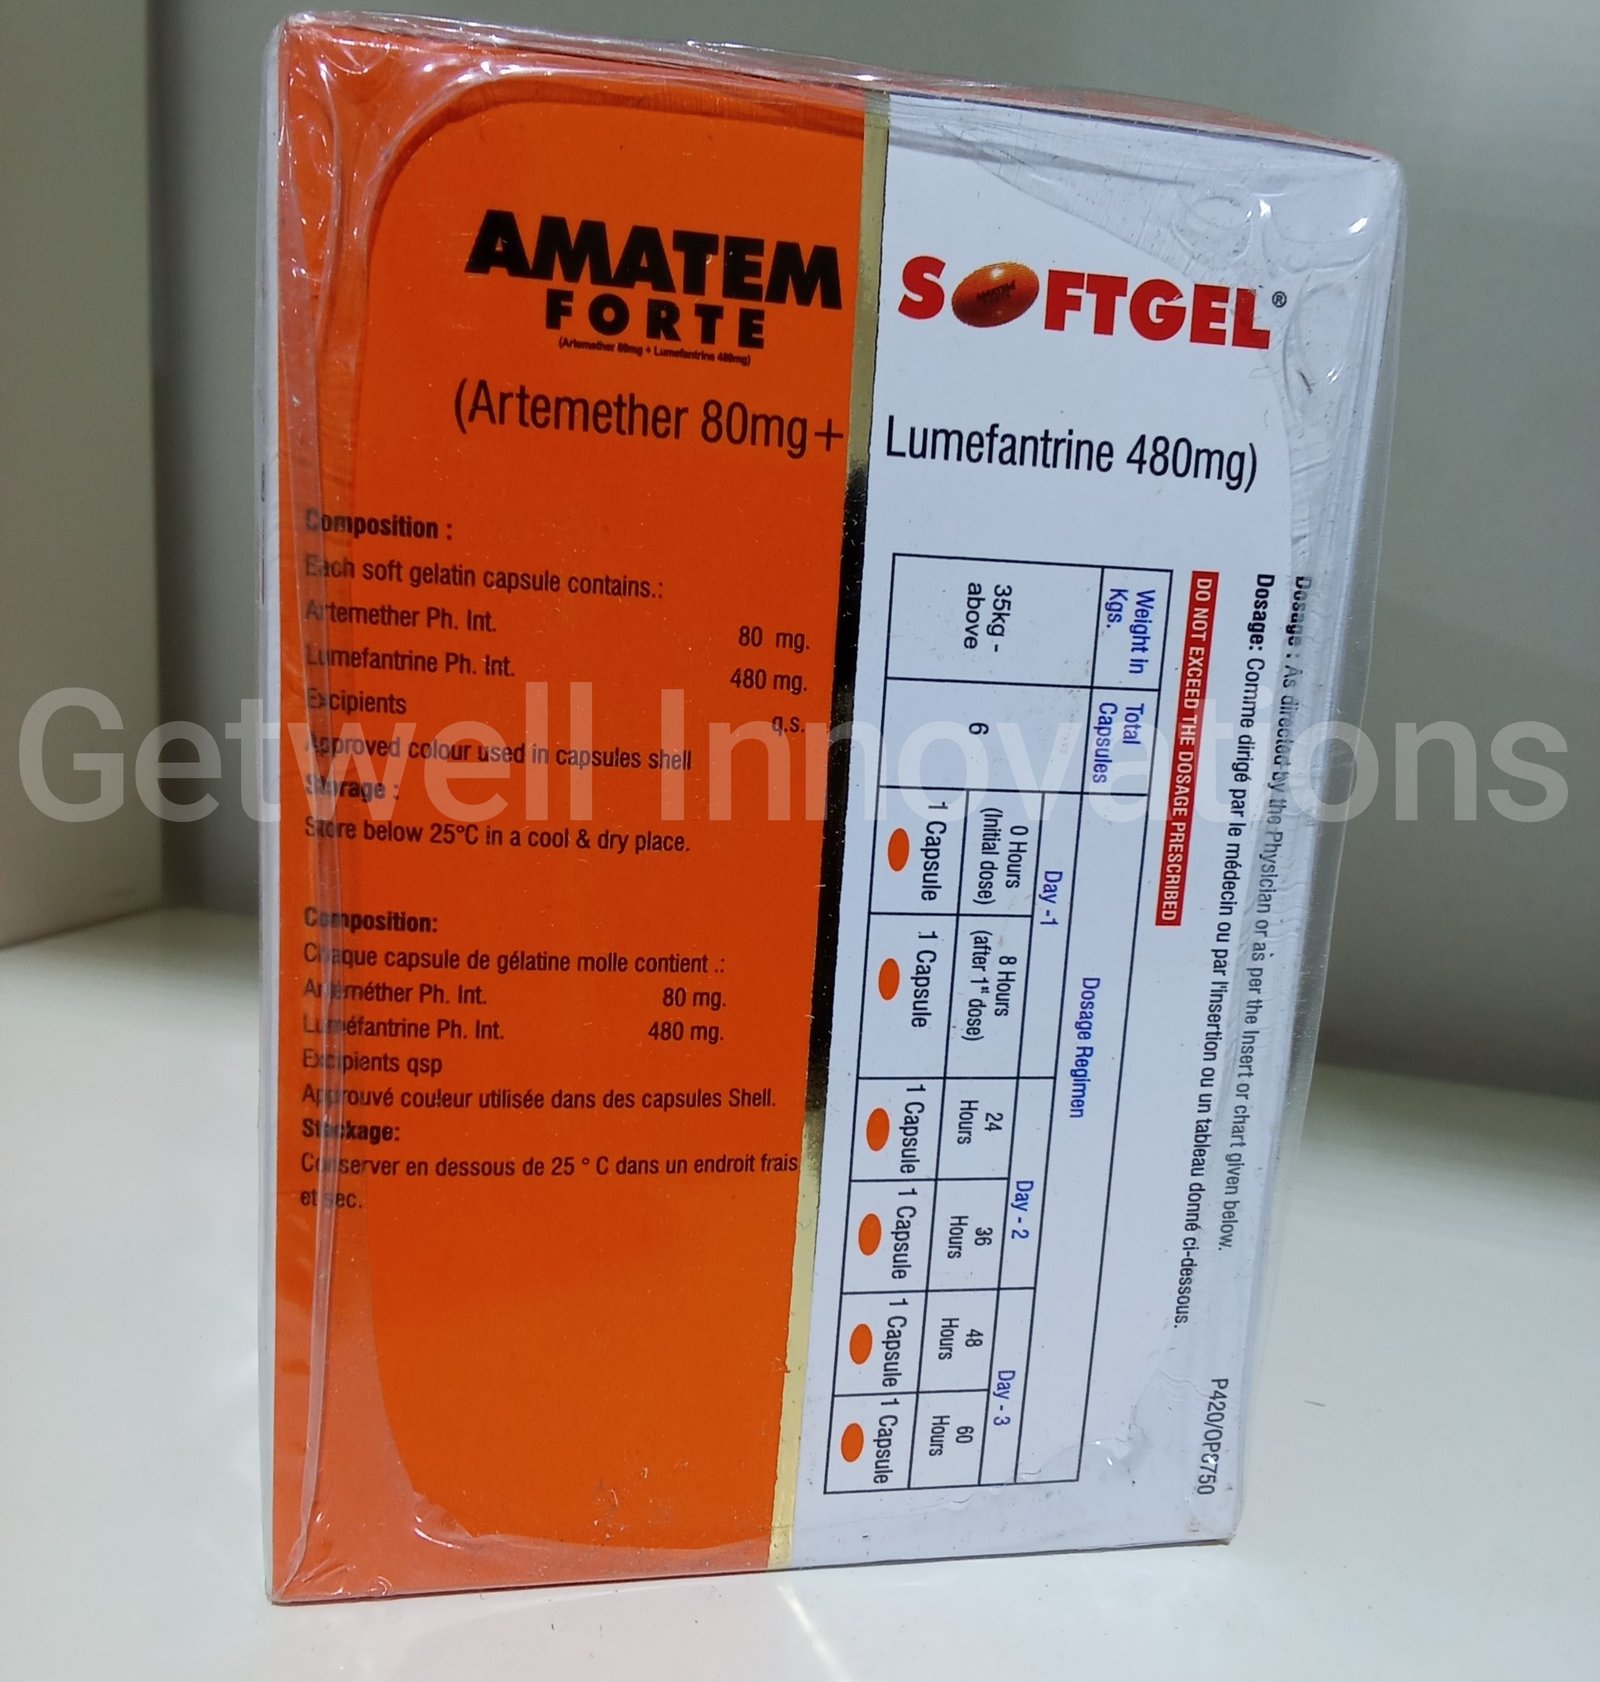 AMATEM
FORTE
(Artemether 80mg + Lumefantrine 480mg)
SOFTGEL®
(Artemether 80mg+ Lumefantrine 480mg)
Composition :
Each soft gelatin capsule contains.:
Artemether Ph. Int. 80 mg.
Lumefantrine Ph. Int. 480 mg.
Excipients q.s.
Approved colour used in capsules shell
Storage :
Store below 25°C in a cool & dry place.
Composition:
Chaque capsule de gélatine molle contient .:
Arteméther Ph. Int. 80 mg.
Luméfantrine Ph. Int. 480 mg.
Excipients qsp
Approuvé couleur utilisée dans des capsules Shell.
Stockage:
Conserver en dessous de 25 ° C dans un endroit frais
et sec.
Dosage : As directed by the Physician or as per the Insert or chart given below.
Dosage: Comme dirigé par le médecin ou par l'insertion ou un tableau donné ci-dessous.
DO NOT EXCEED THE DOSAGE PRESCRIBED
P420/OP8750
Weight in Kgs. Total Capsules Dosage Regimen
Day -1 Day - 2 Day - 3
0 Hours (Initial dose) 8 Hours (after 1st dose) 24 Hours 36 Hours 48 Hours 60 Hours
35kg - above 6 1 Capsule 1 Capsule 1 Capsule 1 Capsule 1 Capsule 1 Capsule
Getwell Innovations